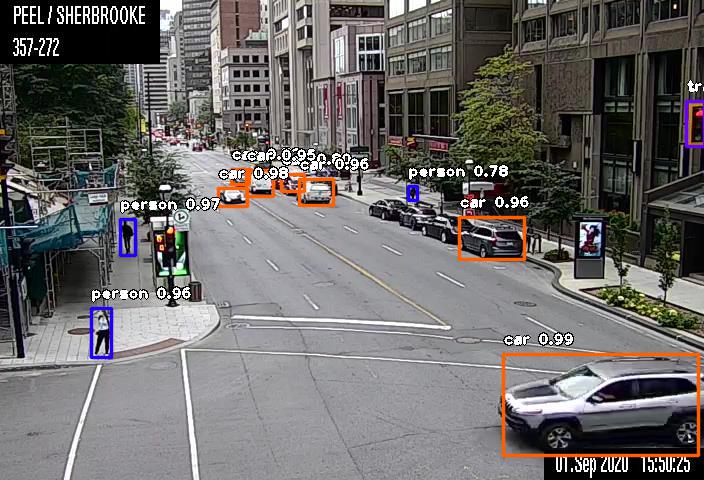 PEEL / SHERBROOKE
357-272
car 0.96
car 0.98
person 0.78
person 0.97
car 0.96
person 0.96
car 0.99
01.Sep 2020 15:50:25